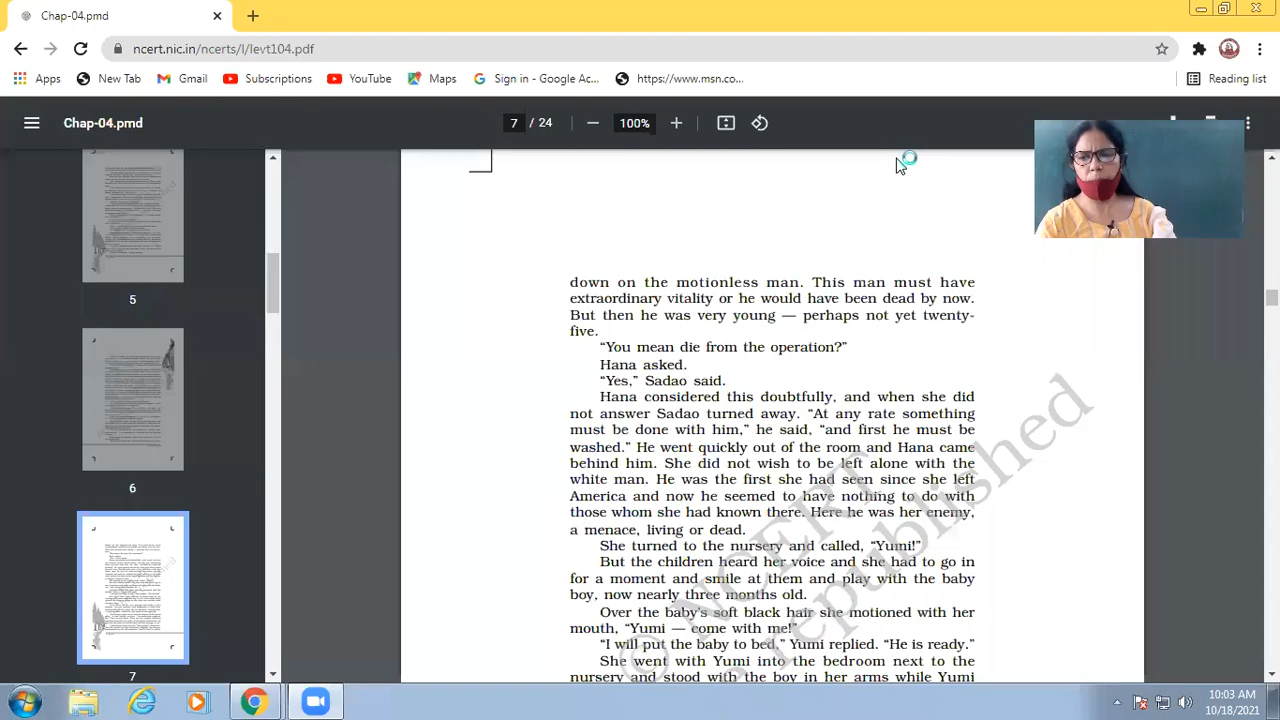 Chap-04.pmd
ncert.nic.in/ncerts/l/levt104.pdf
Apps
New Tab
Gmail
Subscriptions
YouTube
Maps
Sign in - Google Ac...
https://www.msn.co...
Reading list
Chap-04.pmd
7 / 24
100%
5
6
7
down on the motionless man. This man must have
extraordinary vitality or he would have been dead by now.
But then he was very young — perhaps not yet twenty-
five.
“You mean die from the operation?”
Hana asked.
“Yes,” Sadao said.
Hana considered this doubtfully, and when she did
not answer Sadao turned away. “At any rate something
must be done with him,” he said, “and first he must be
washed.” He went quickly out of the room and Hana came
behind him. She did not wish to be left alone with the
white man. He was the first she had seen since she left
America and now he seemed to have nothing to do with
those whom she had known there. Here he was her enemy,
a menace, living or dead.
She turned to the nursery and called, “Yumi!”
But the children heard her voice and she had to go in
for a moment and smile at them and play with the baby
boy, now nearly three months old.
Over the baby’s soft black hair she motioned with her
mouth, “Yumi — come with me!”
“I will put the baby to bed,” Yumi replied. “He is ready.”
She went with Yumi into the bedroom next to the
nursery and stood with the boy in her arms while Yumi
© NCERT
republished
10:03 AM
10/18/2021